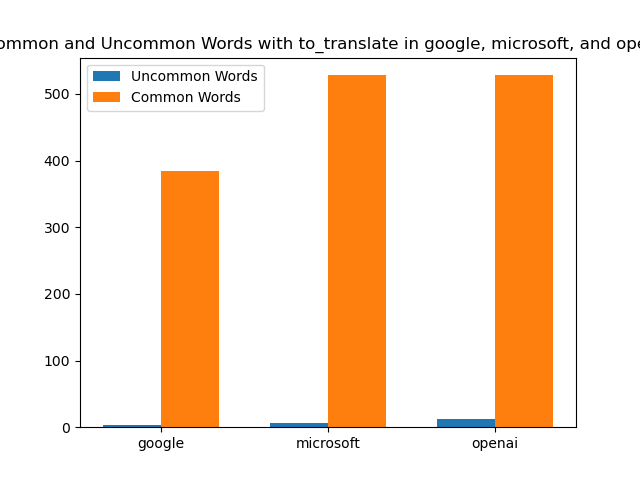 ommon and Uncommon Words with to_translate in google, microsoft, and ope
Uncommon Words
Common Words
500
400
300
200
100
0
google microsoft openai